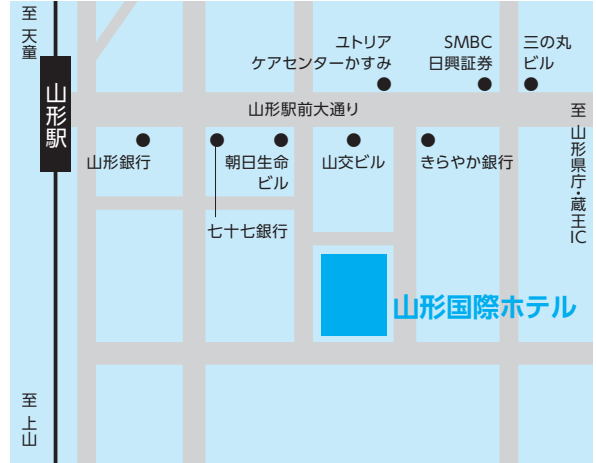 至 天童
ユトリア
ケアセンターかすみ
SMBC
日興証券
三の丸
ビル
山形駅
山形駅前大通り
至 山形県庁・蔵王IC
山形銀行
朝日生命
ビル
山交ビル
きらやか銀行
七十七銀行
山形国際ホテル
至 上山